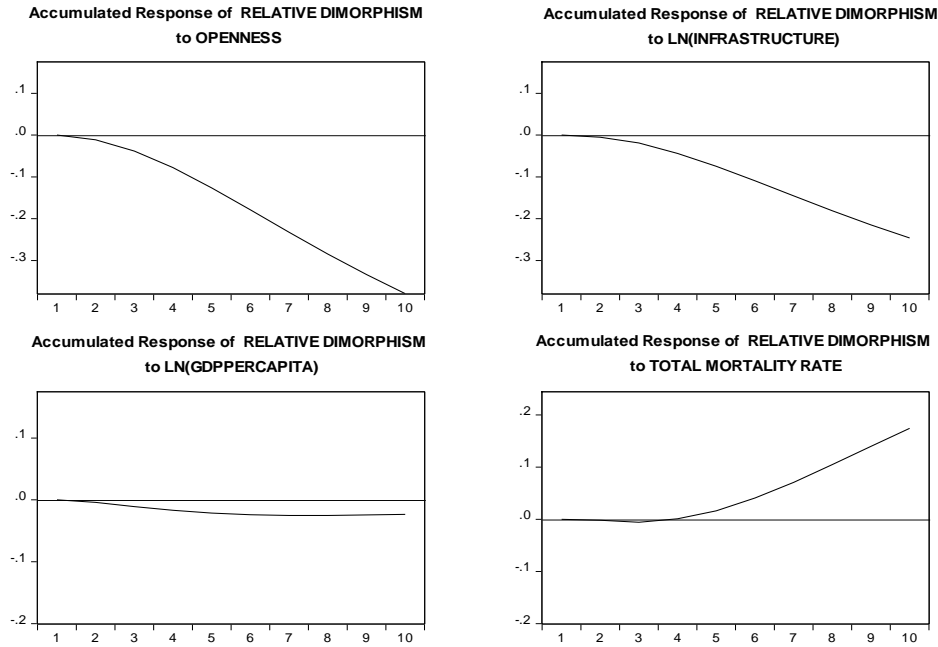 Accumulated Response of RELATIVE DIMORPHISM
to OPENNESS
.1
.0
-.1
-.2
-.3
1 2 3 4 5 6 7 8 9 10
Accumulated Response of RELATIVE DIMORPHISM
to LN(INFRASTRUCTURE)
.1
.0
-.1
-.2
-.3
1 2 3 4 5 6 7 8 9 10
Accumulated Response of RELATIVE DIMORPHISM
to LN(GDPPERCAPITA)
.1
.0
-.1
-.2
1 2 3 4 5 6 7 8 9 10
Accumulated Response of RELATIVE DIMORPHISM
to TOTAL MORTALITY RATE
.2
.1
.0
-.1
-.2
1 2 3 4 5 6 7 8 9 10